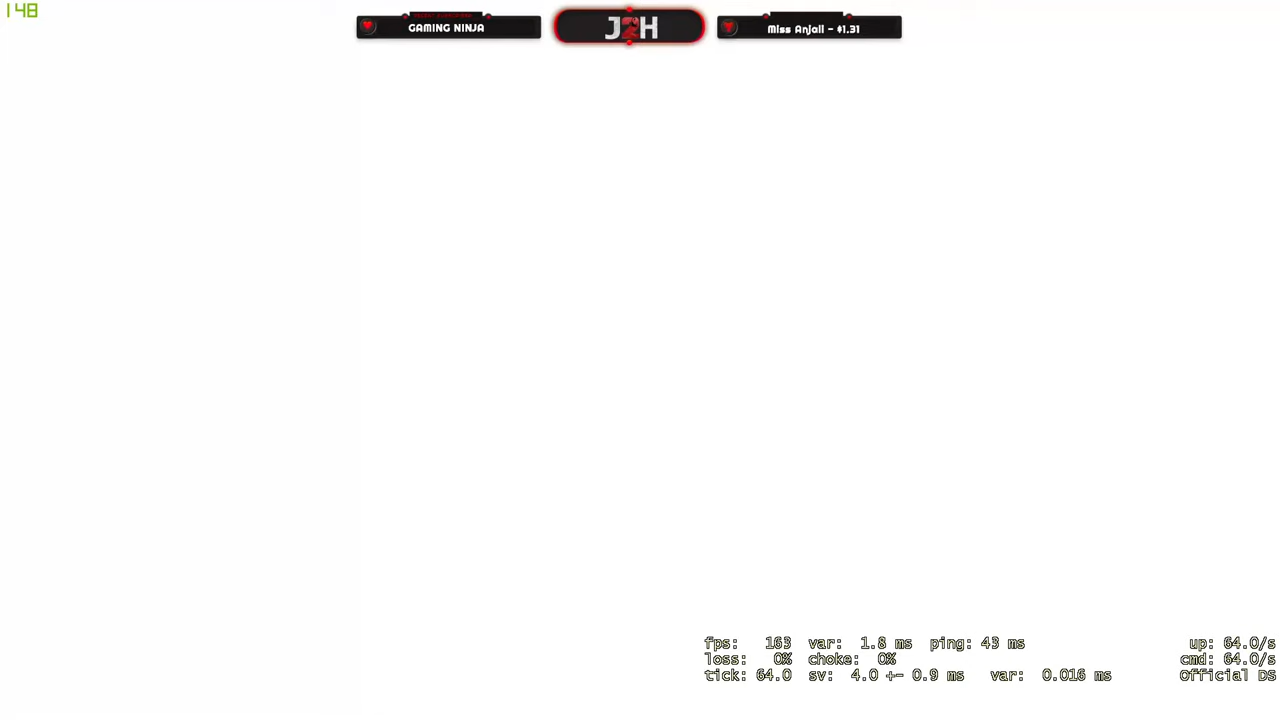 148
GAMING NINJA
J2H
Miss Anjali - $1.31
fps: 163 var: 1.8 ms ping: 43 ms up: 64.0/s
loss: 0% choke: 0% cmd: 64.0/s
tick: 64.0 sv: 4.0 +- 0.9 ms var: 0.016 ms Official DS